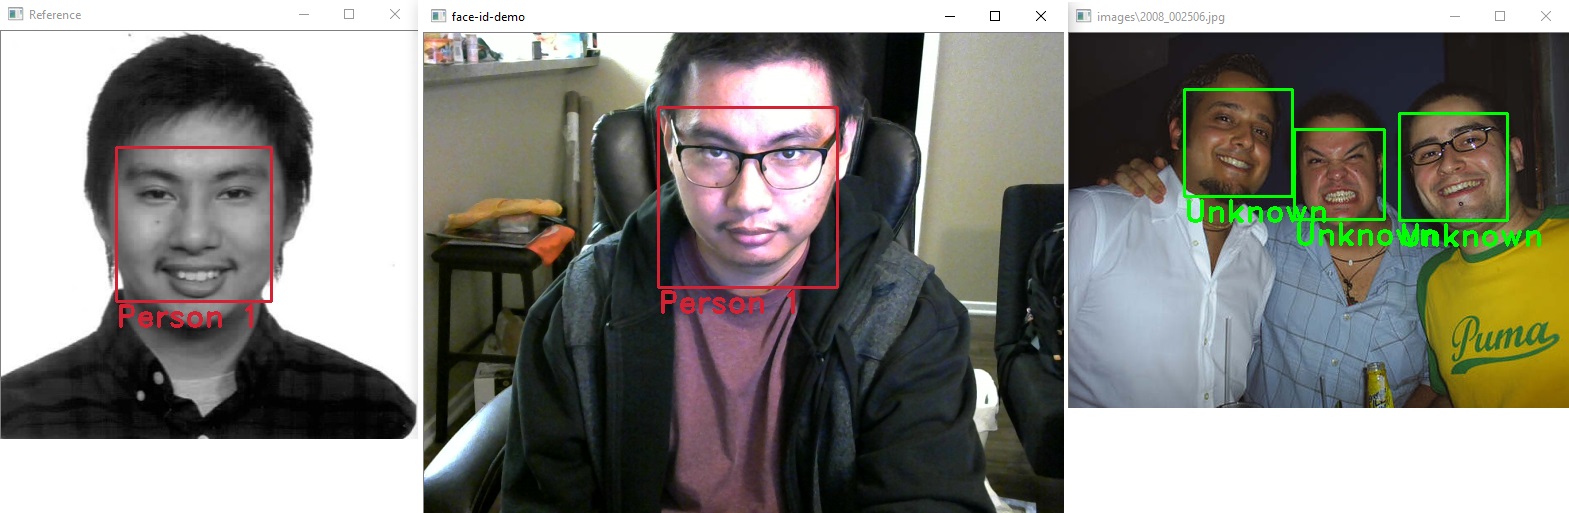 Reference
face-id-demo
images\2008_002506.jpg
Person 1
Person 1
Unknown
Unknown
Unknown
Puma